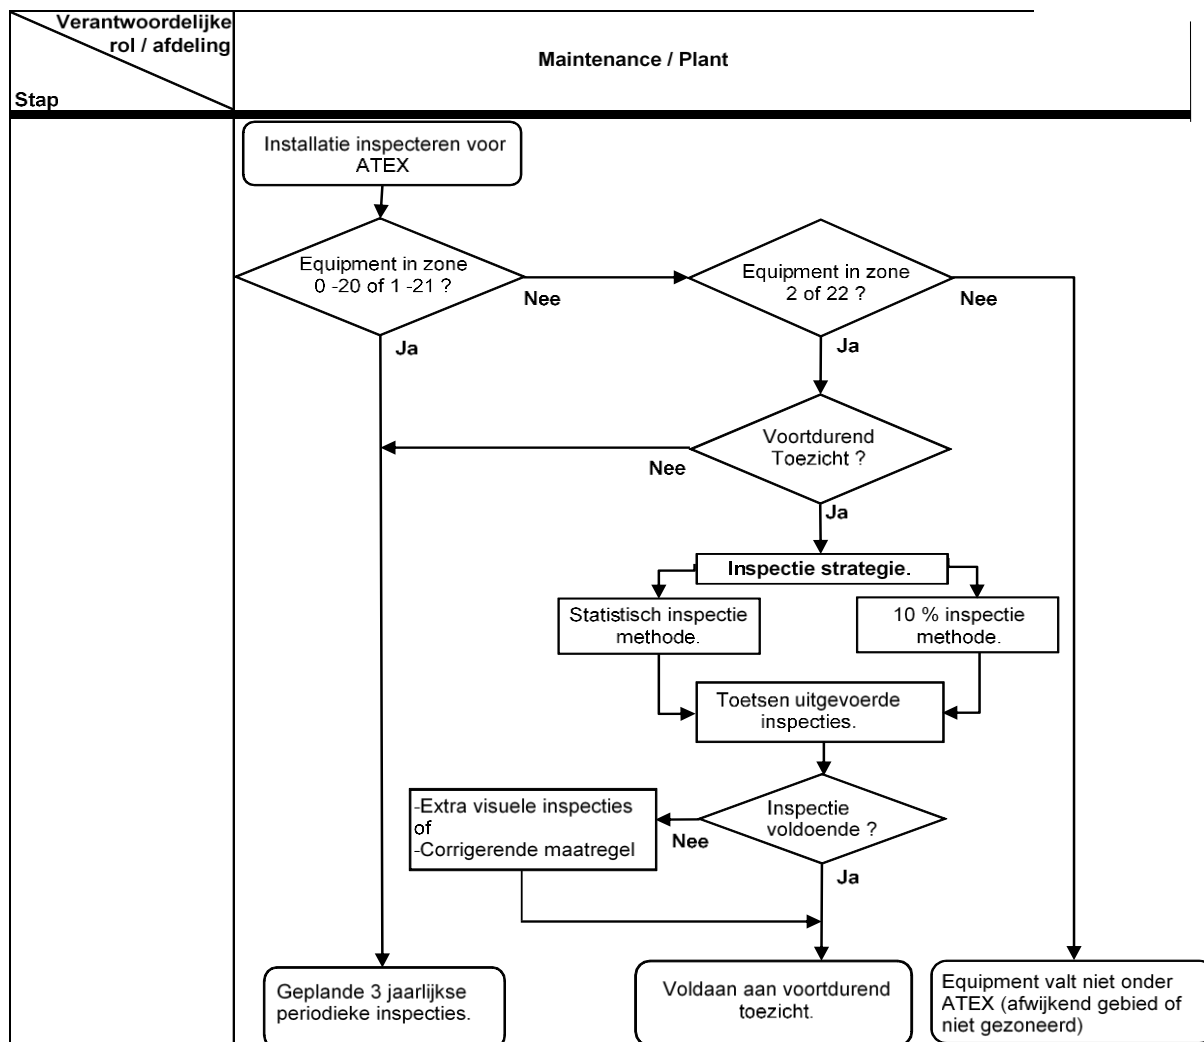 Verantwoordelijke
rol / afdeling
Stap
Maintenance / Plant
Installatie inspecteren voor
ATEX
Equipment in zone
0 -20 of 1 -21 ?
Nee
Ja
Equipment in zone
2 of 22 ?
Nee
Ja
Voortdurend
Toezicht ?
Nee
Ja
Inspectie strategie.
Statistisch inspectie
methode.
10 % inspectie
methode.
Toetsen uitgevoerde
inspecties.
Inspectie
voldoende ?
Nee
Ja
-Extra visuele inspecties
of
-Corrigerende maatregel
Geplande 3 jaarlijkse
periodieke inspecties.
Voldaan aan voortdurend
toezicht.
Equipment valt niet onder
ATEX (afwijkend gebied of
niet gezoneerd)